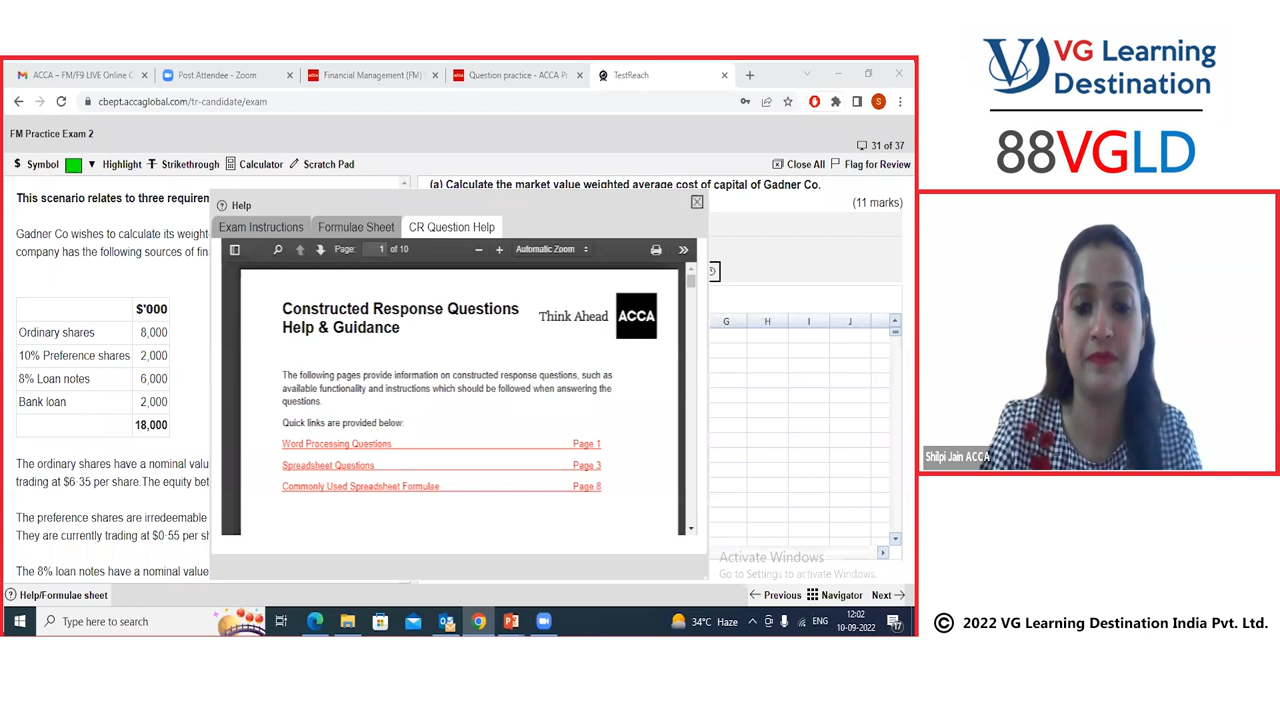 ACCA – FM/F9 LIVE Online C
Post Attendee - Zoom
Financial Management (FM)
Question practice - ACCA Pr
TestReach
cbept.accaglobal.com/tr-candidate/exam
S
FM Practice Exam 2
31 of 37
$ Symbol
Highlight
Strikethrough
Calculator
Scratch Pad
Close All
Flag for Review
This scenario relates to three requirem
Gadner Co wishes to calculate its weight
company has the following sources of fin
$'000
Ordinary shares 8,000
10% Preference shares 2,000
8% Loan notes 6,000
Bank loan 2,000
18,000
The ordinary shares have a nominal valu
trading at $6·35 per share.The equity bet
The preference shares are irredeemable
They are currently trading at $0·55 per sh
The 8% loan notes have a nominal value
(a) Calculate the market value weighted average cost of capital of Gadner Co.
(11 marks)
Help
Exam Instructions
Formulae Sheet
CR Question Help
Page: 1 of 10
Automatic Zoom
Constructed Response Questions
Help & Guidance
Think Ahead
ACCA
The following pages provide information on constructed response questions, such as
available functionality and instructions which should be followed when answering the
questions.
Quick links are provided below:
Word Processing Questions Page 1
Spreadsheet Questions Page 3
Commonly Used Spreadsheet Formulae Page 8
G H I J
Activate Windows
Go to Settings to activate Windows.
Help/Formulae sheet
Previous
Navigator
Next
Type here to search
34°C Haze
ENG
12:02
10-09-2022
17
VG Learning
Destination
88VGLD
Shilpi Jain ACCA
© 2022 VG Learning Destination India Pvt. Ltd.